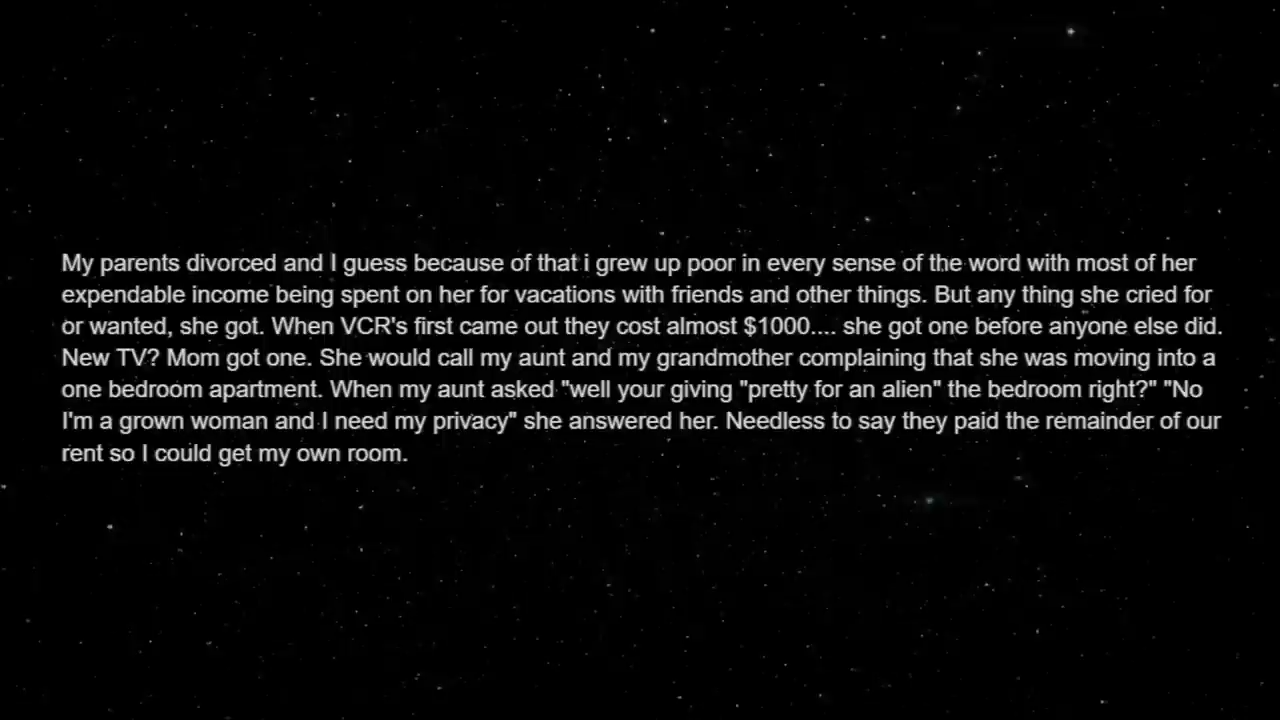 My parents divorced and I guess because of that i grew up poor in every sense of the word with most of her
expendable income being spent on her for vacations with friends and other things. But any thing she cried for
or wanted, she got. When VCR's first came out they cost almost $1000.... she got one before anyone else did.
New TV? Mom got one. She would call my aunt and my grandmother complaining that she was moving into a
one bedroom apartment. When my aunt asked "well your giving "pretty for an alien" the bedroom right?" "No
I'm a grown woman and I need my privacy" she answered her. Needless to say they paid the remainder of our
rent so I could get my own room.